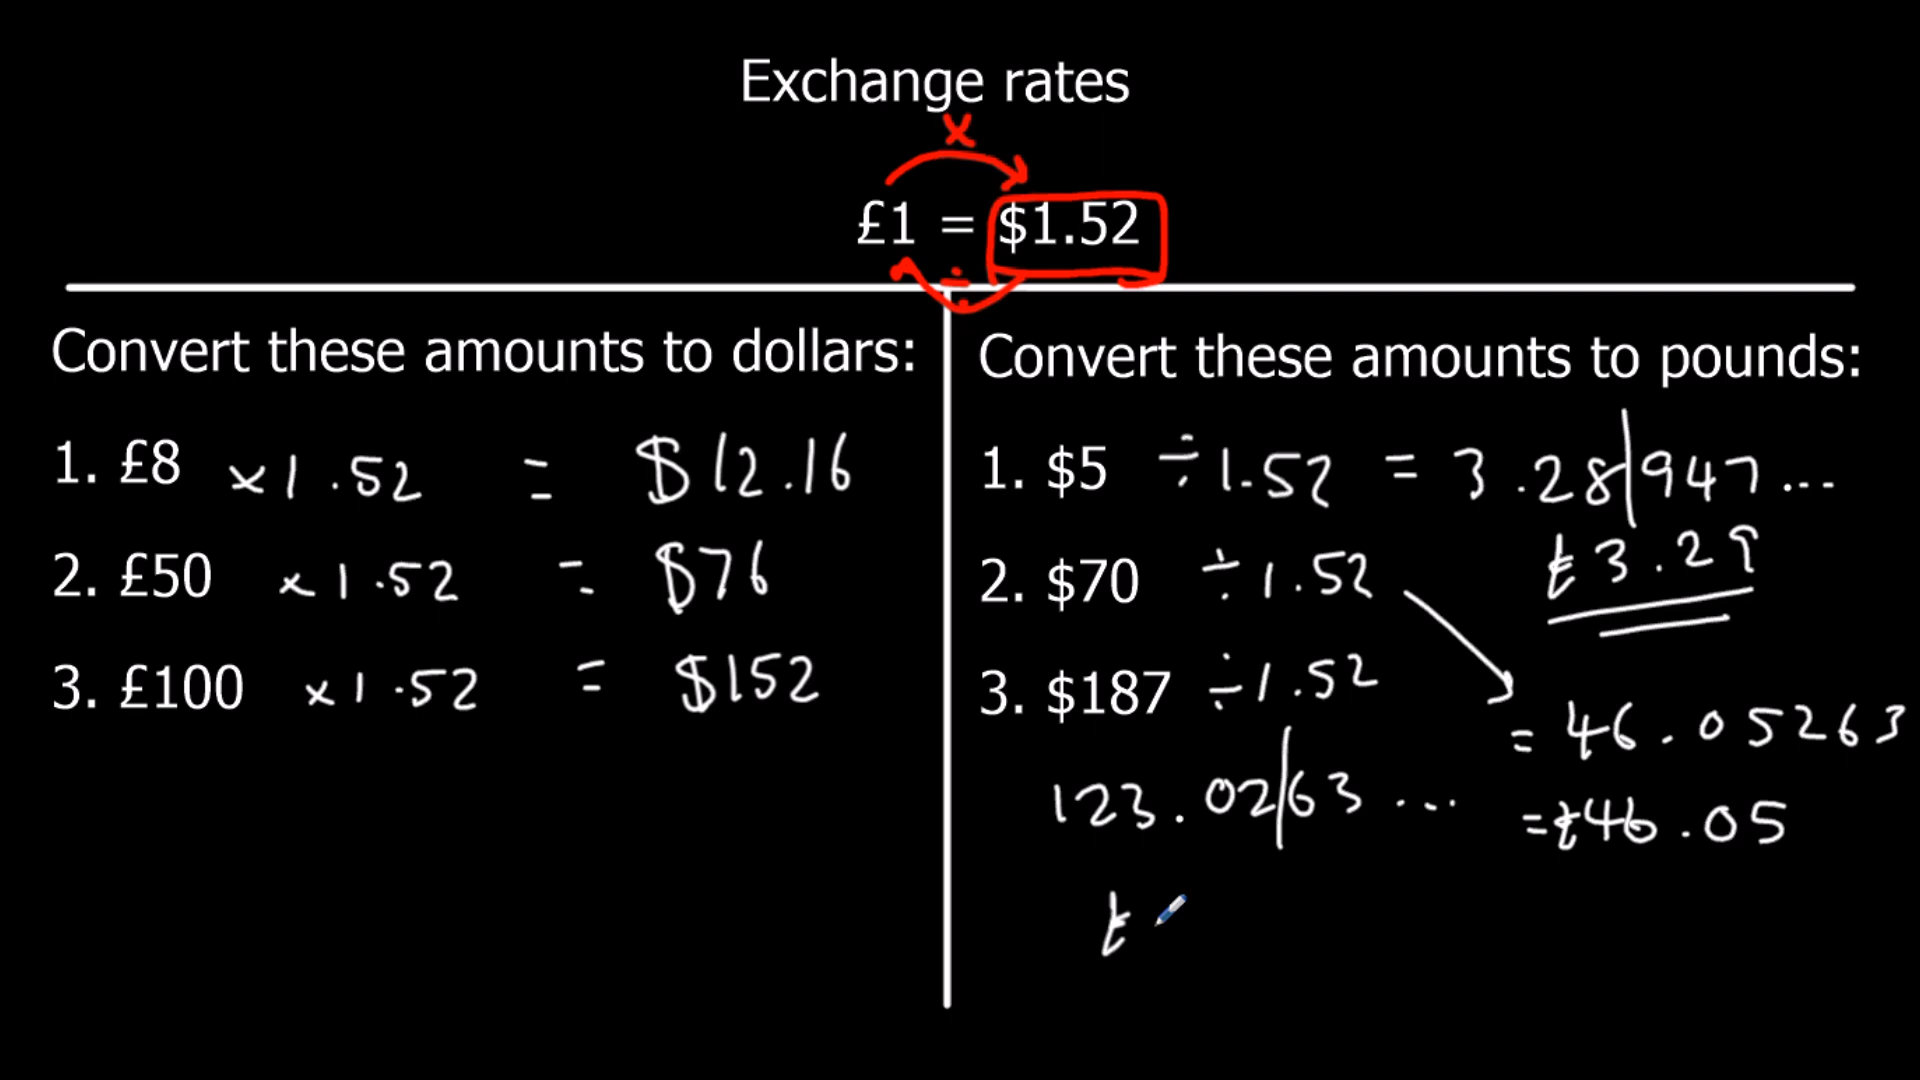 Exchange rates
×
£1 = $1.52
÷
Convert these amounts to dollars:
1. £8 ×1.52 = $12.16
2. £50 ×1.52 = $76
3. £100 ×1.52 = $152
Convert these amounts to pounds:
1. $5 ÷1.52 = 3.28|947...
£3.29
2. $70 ÷1.52
= 46.05263
=£46.05
3. $187 ÷1.52
123.02|63...
£